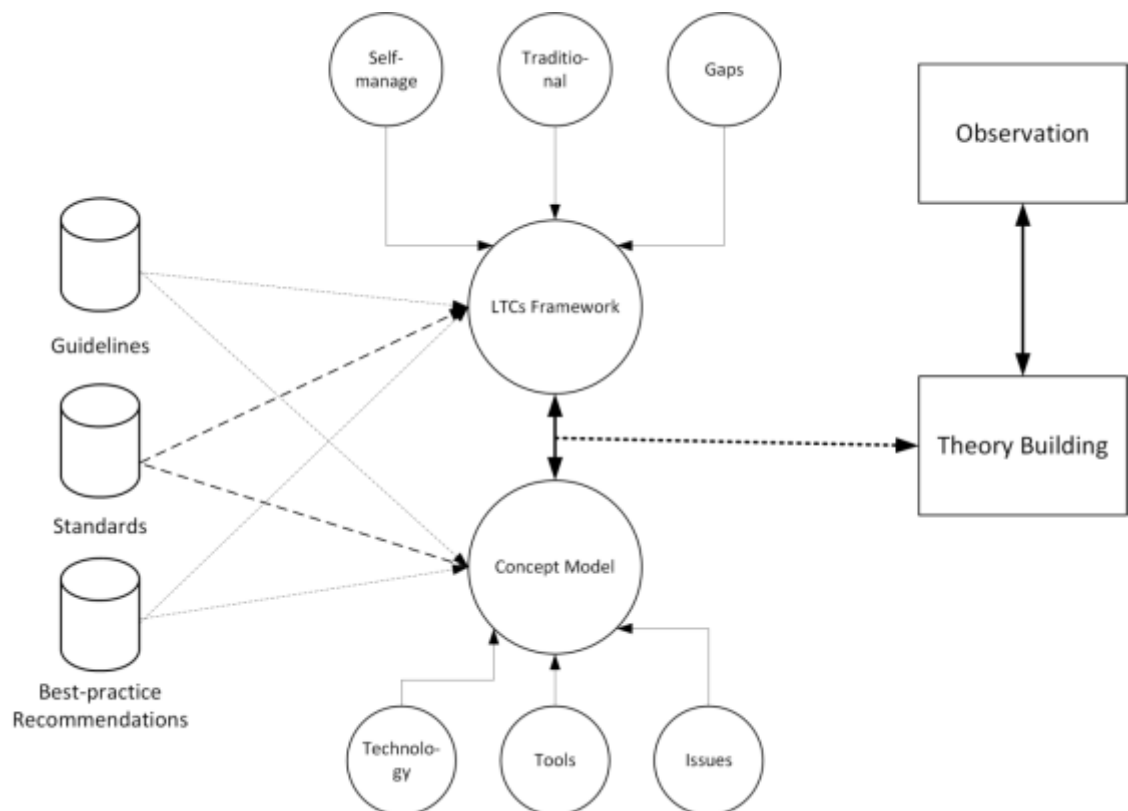 Self-
manage
Traditio-
nal
Gaps
Observation
Guidelines
LTCs Framework
Standards
Theory Building
Concept Model
Best-practice
Recommendations
Technolo-
gy
Tools
Issues